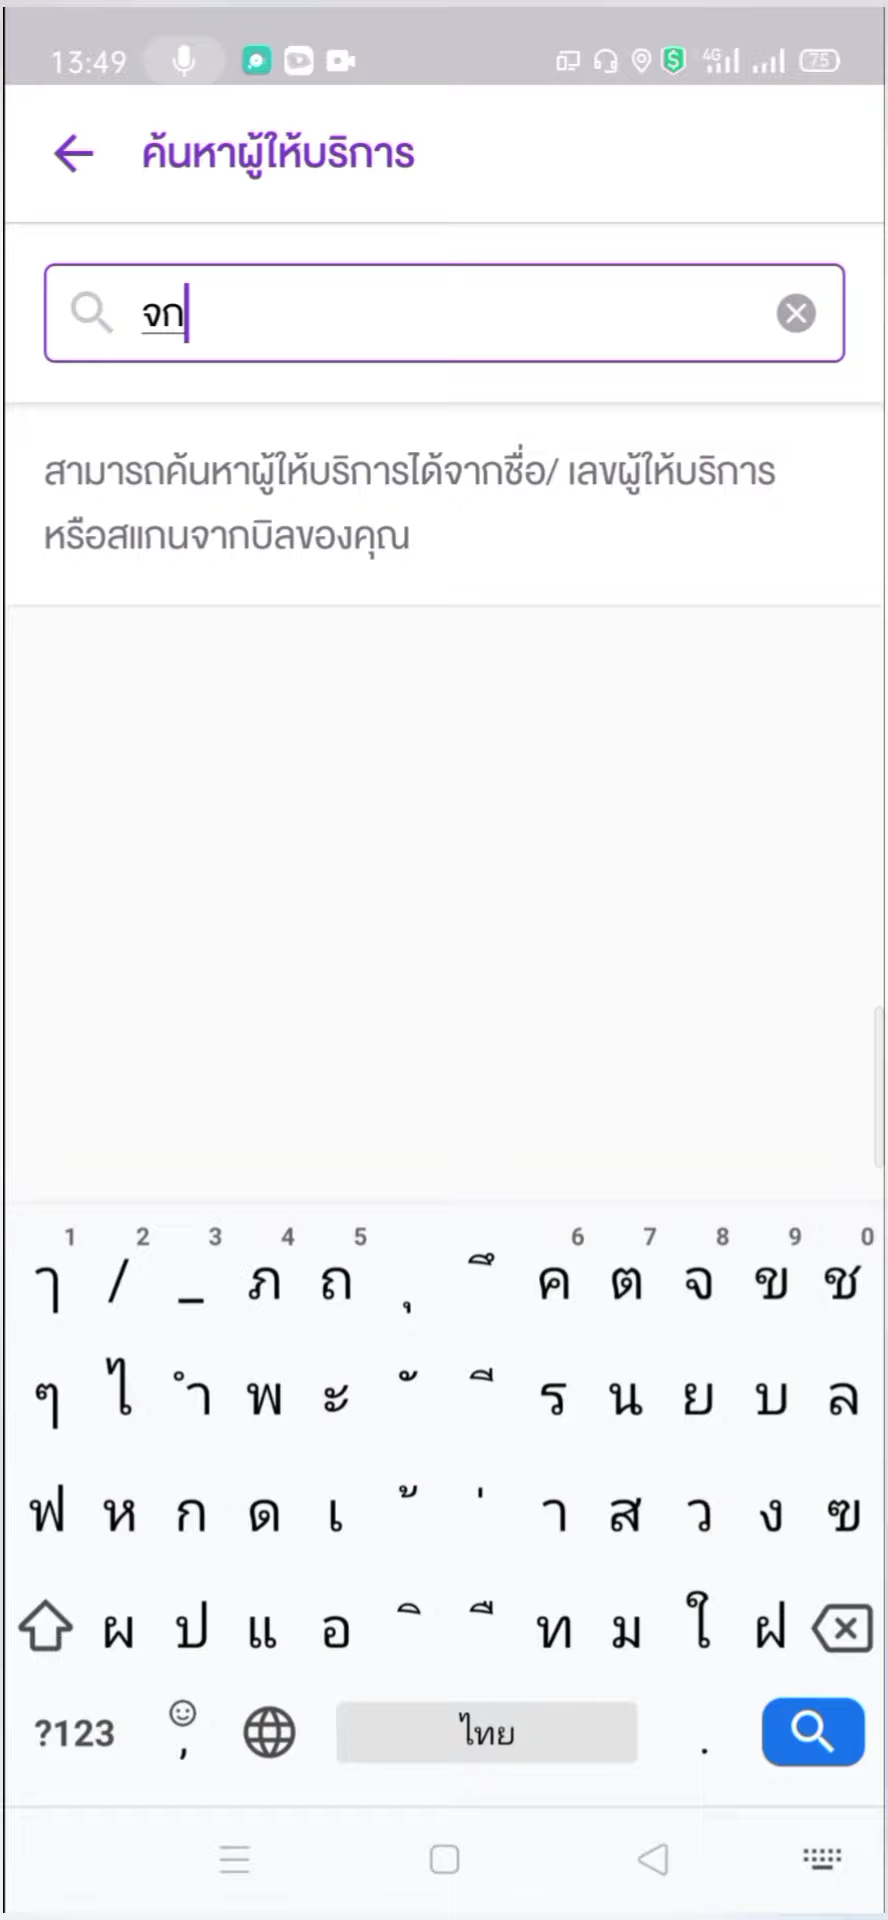 13:49 4G 75
ค้นหาผู้ให้บริการ
จก
สามารถค้นหาผู้ให้บริการได้จากชื่อ/ เลขผู้ให้บริการ
หรือสแกนจากบิลของคุณ
1 2 3 4 5 6 7 8 9 0
ๅ / _ ภ ถ ุ ึ ค ต จ ข ช
ๆ ไ ำ พ ะ ั ี ร น ย บ ล
ฟ ห ก ด เ ้ ่ า ส ว ง ฃ
ผ ป แ อ ิ ื ท ม ใ ฝ
?123 , ไทย .